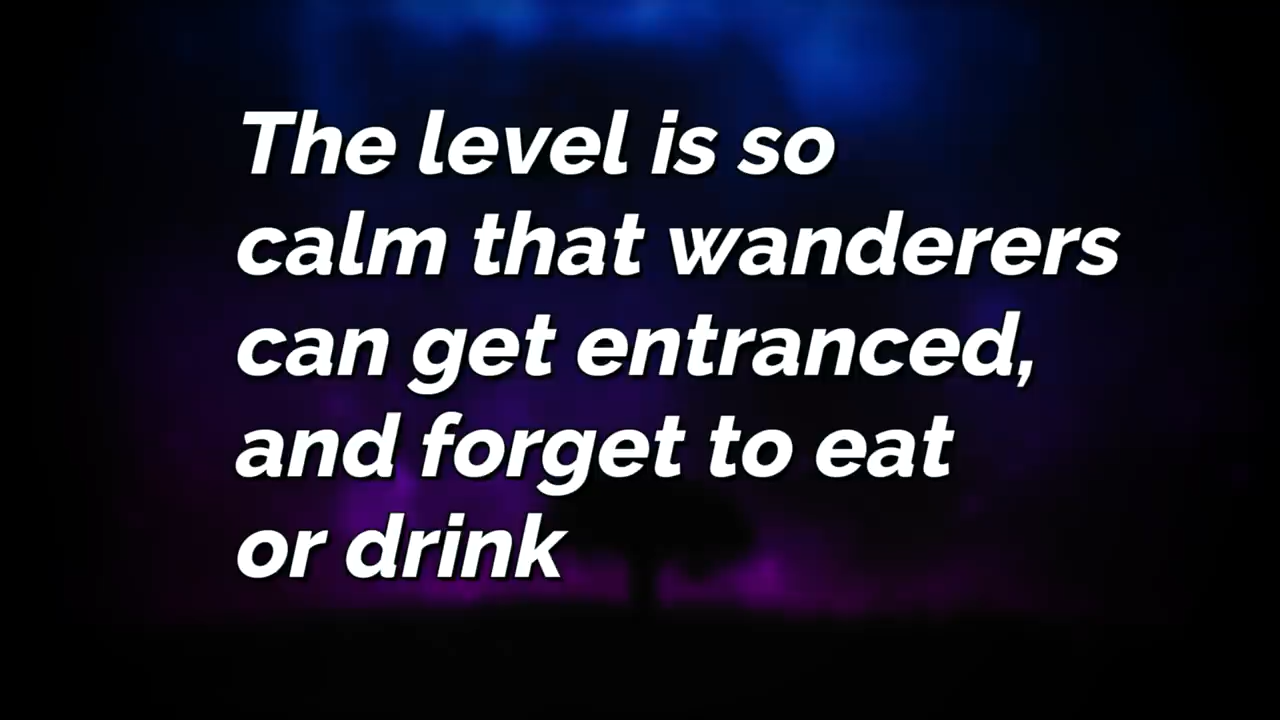 The level is so
calm that wanderers
can get entranced,
and forget to eat
or drink